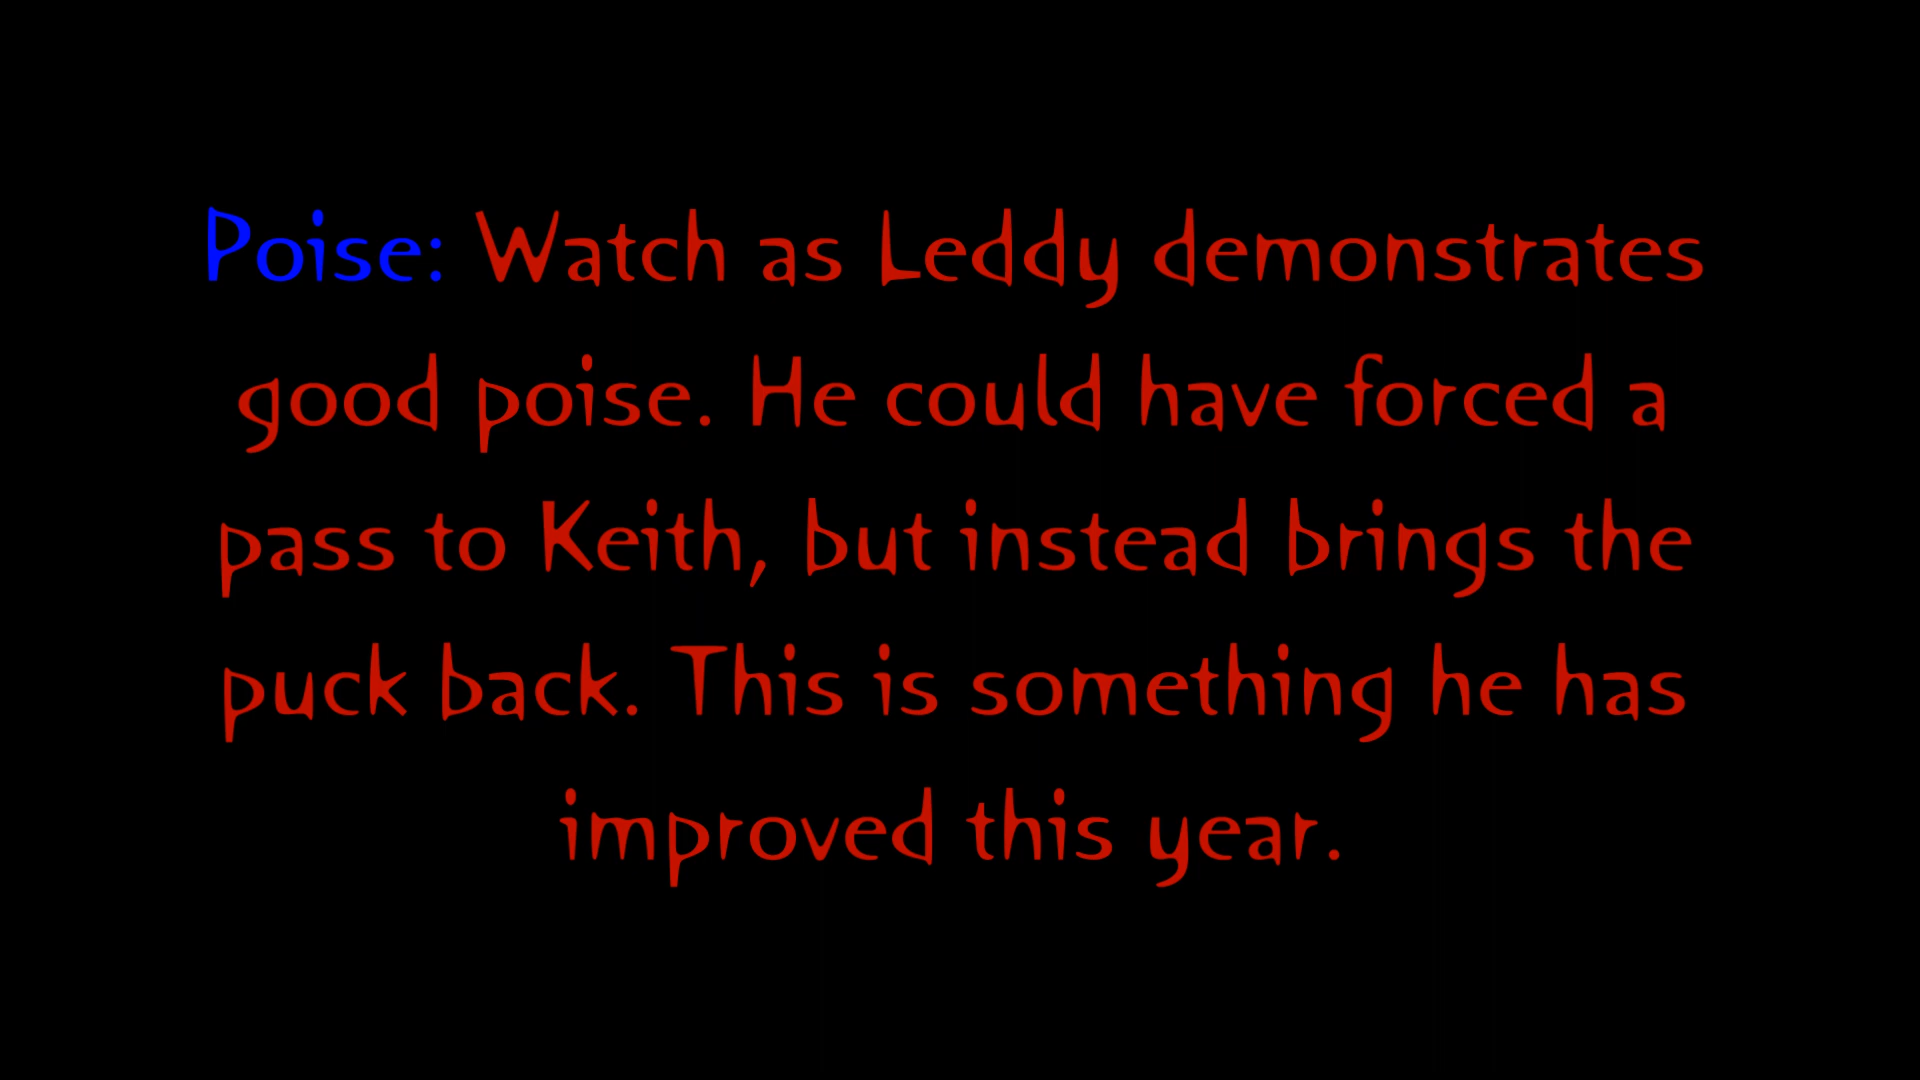 Poise: Watch as Leddy demonstrates
good poise. He could have forced a
pass to Keith, but instead brings the
puck back. This is something he has
improved this year.